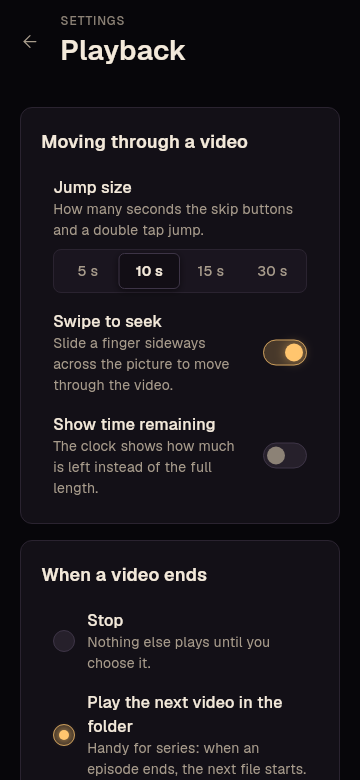 SETTINGS
Playback
Moving through a video
Jump size
How many seconds the skip buttons
and a double tap jump.
5 s
10 s
15 s
30 s
Swipe to seek
Slide a finger sideways
across the picture to move
through the video.
Show time remaining
The clock shows how much
is left instead of the full
length.
When a video ends
Stop
Nothing else plays until you
choose it.
Play the next video in the
folder
Handy for series: when an
episode ends, the next file starts.